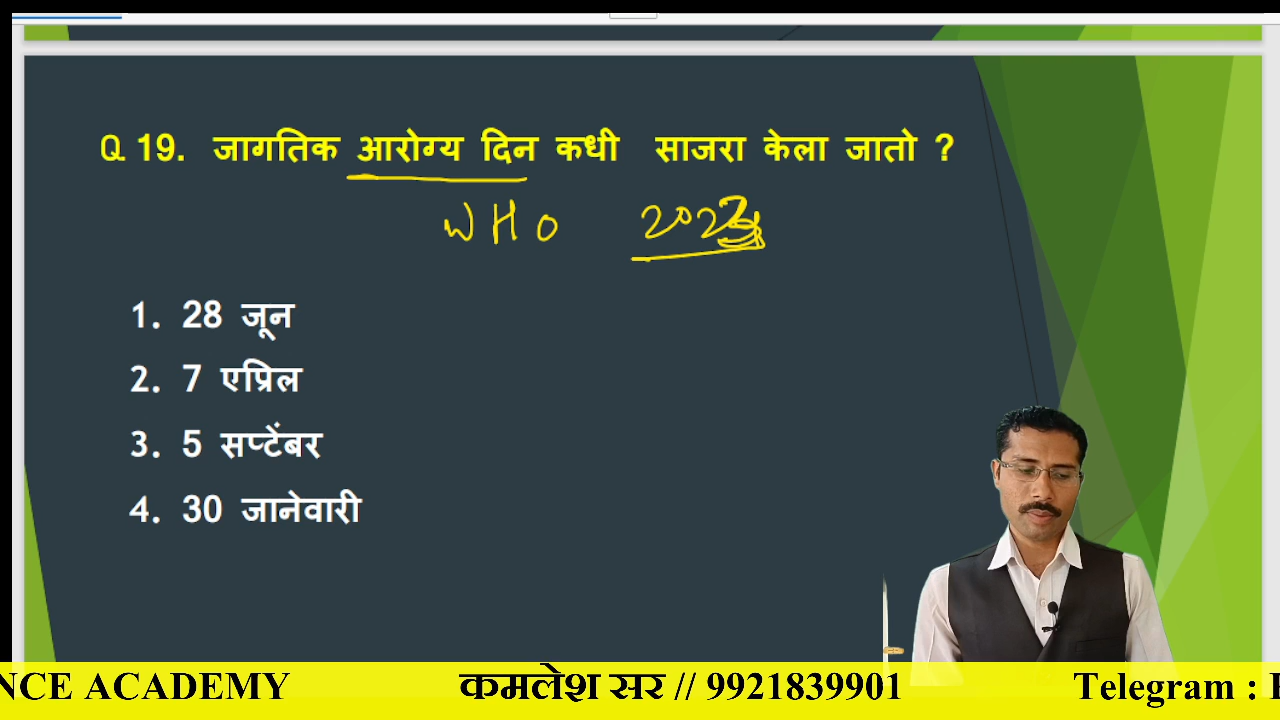 Q. 19. जागतिक आरोग्य दिन कधी साजरा केला जातो ?
WHO
1. 28 जून
2. 7 एप्रिल
3. 5 सप्टेंबर
4. 30 जानेवारी
NCE ACADEMY कमलेश सर // 9921839901 Telegram :